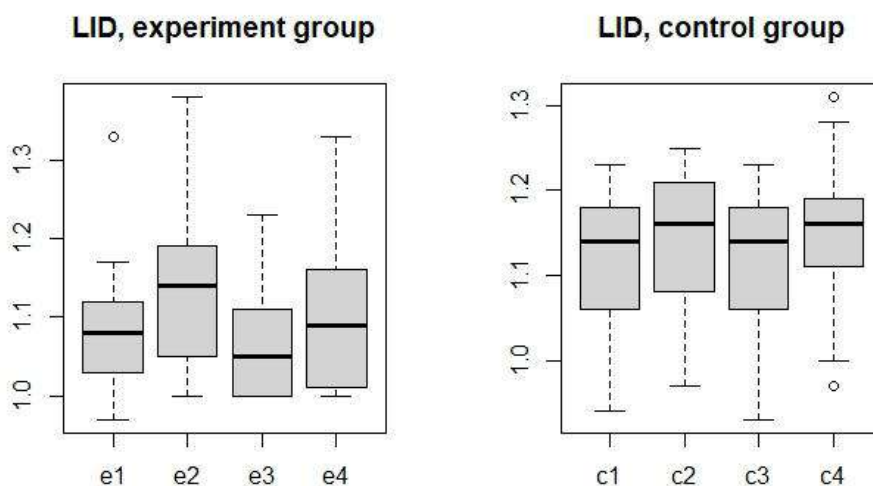 LID, experiment group
1.3
1.2
1.1
1.0
e1 e2 e3 e4
LID, control group
1.3
1.2
1.1
1.0
c1 c2 c3 c4